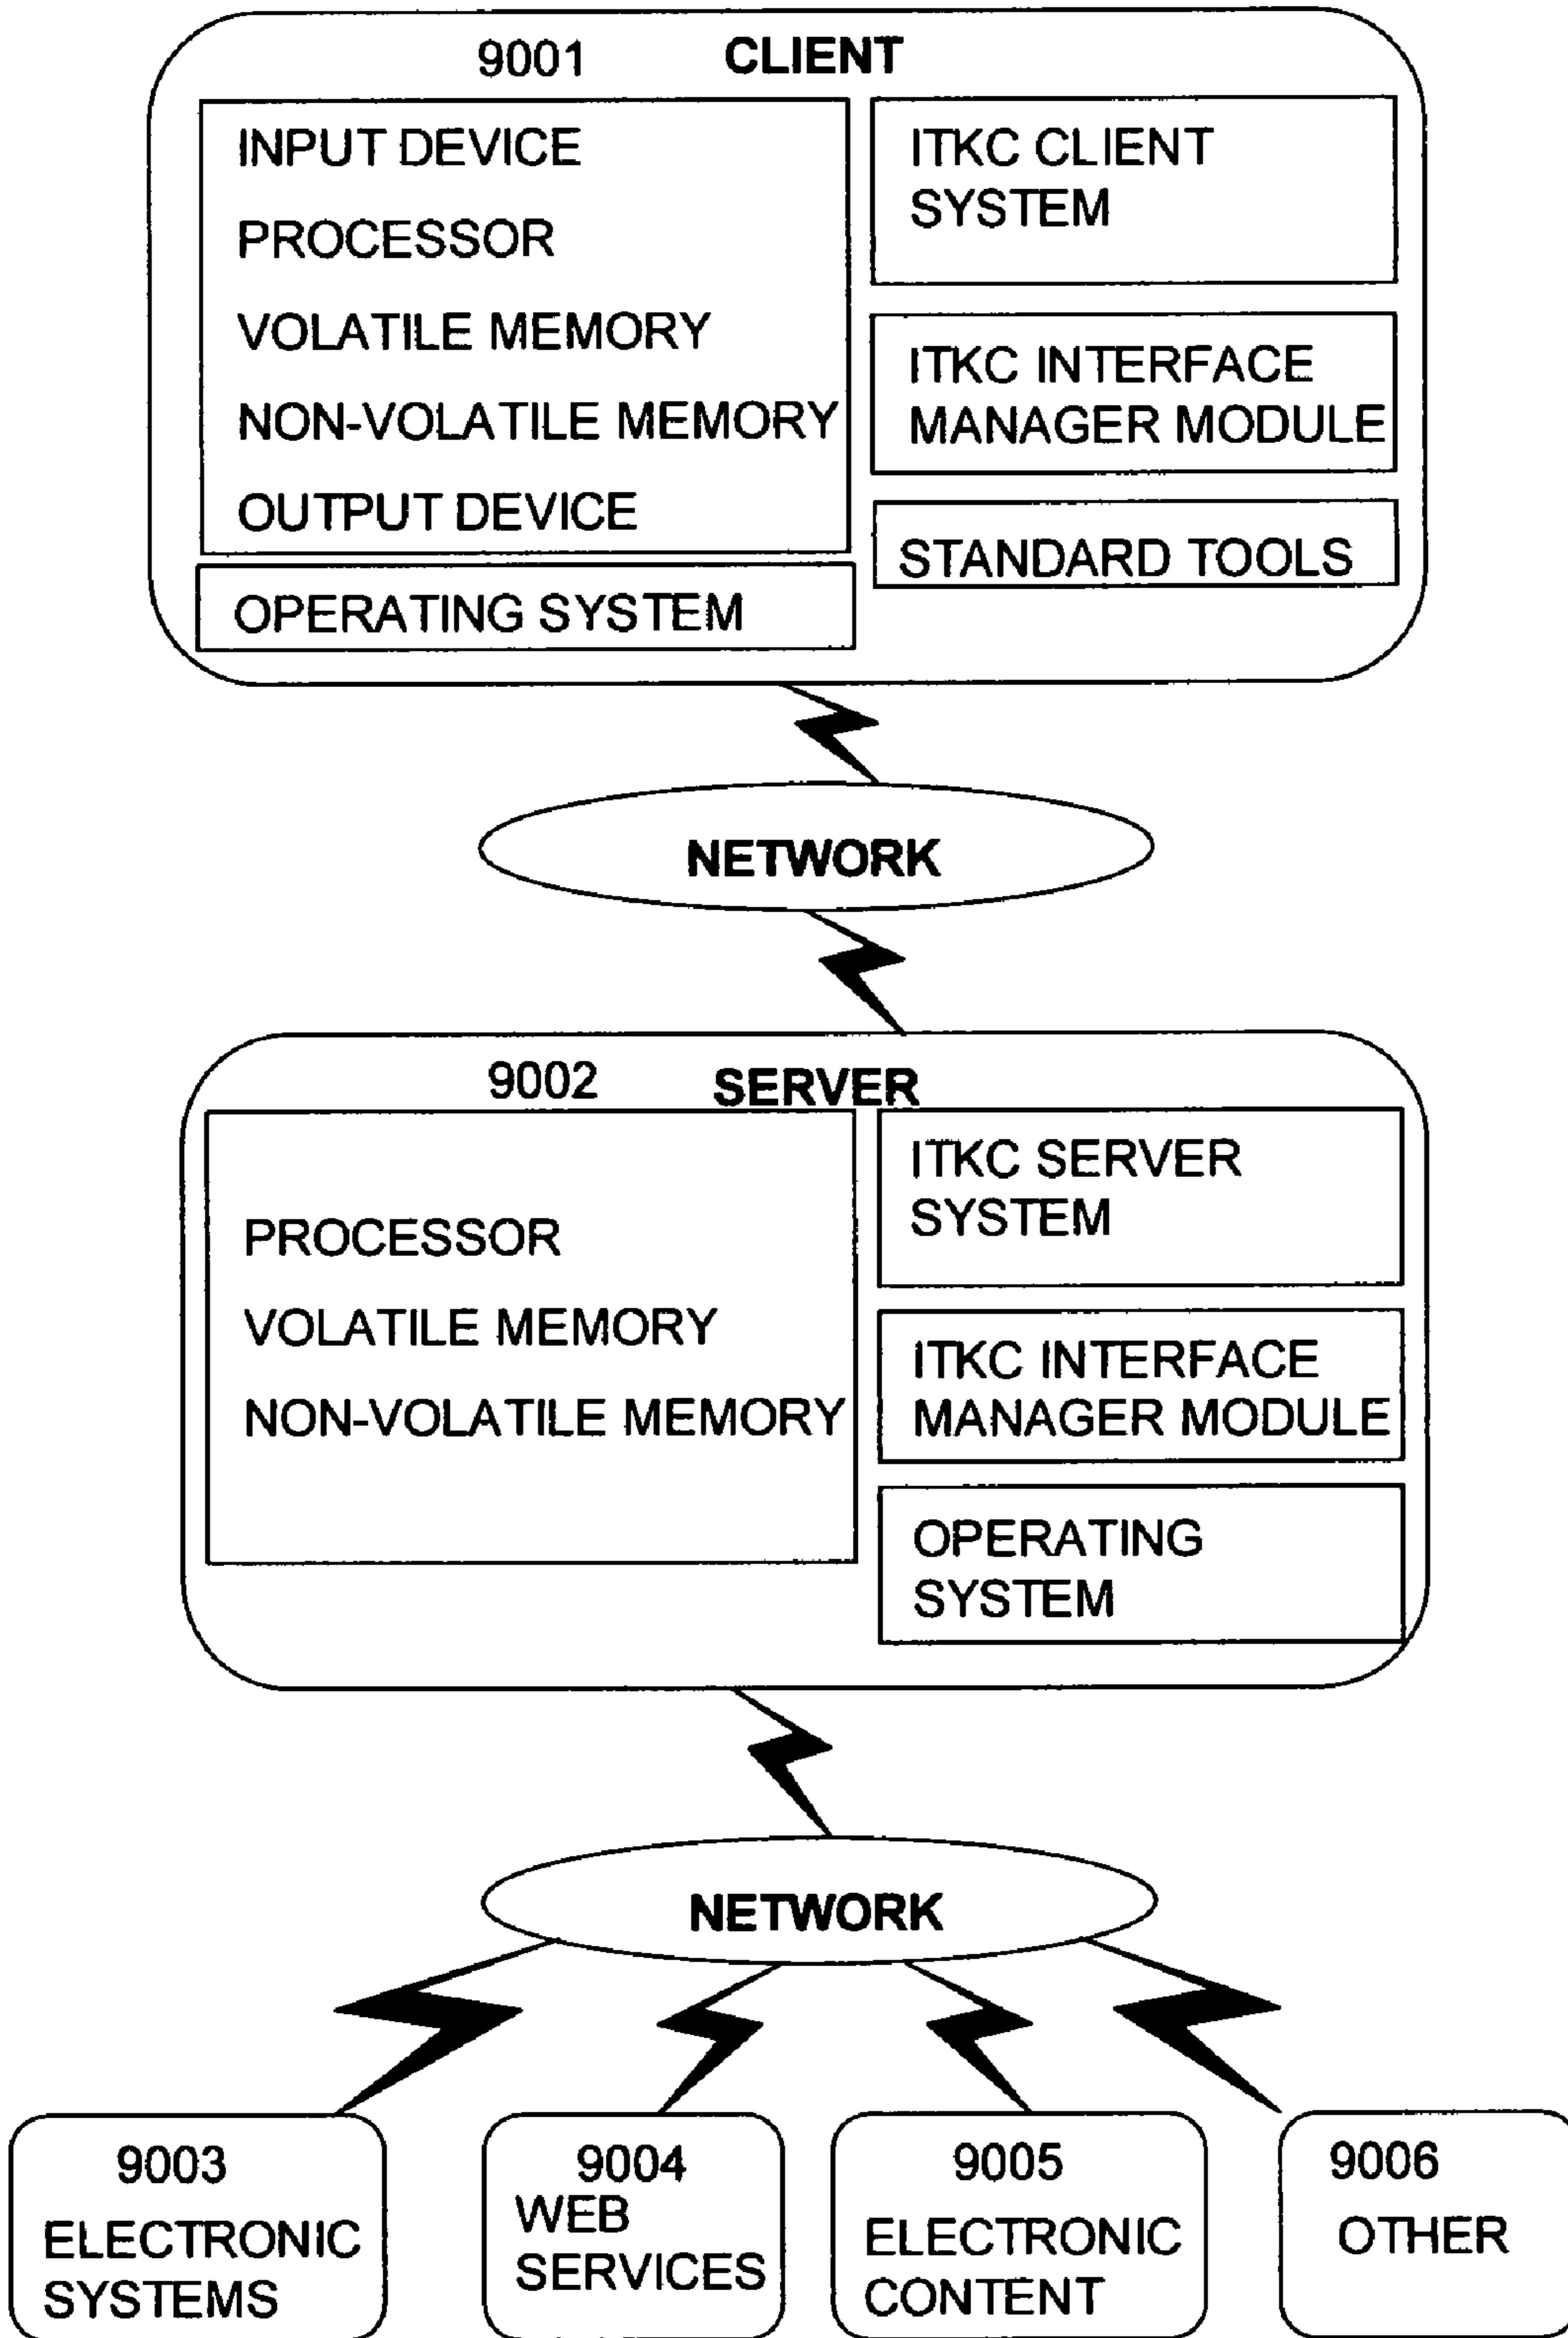 9001 CLIENT
INPUT DEVICE
PROCESSOR
VOLATILE MEMORY
NON-VOLATILE MEMORY
OUTPUT DEVICE
OPERATING SYSTEM
ITKC CLIENT
SYSTEM
ITKC INTERFACE
MANAGER MODULE
STANDARD TOOLS
NETWORK
9002 SERVER
PROCESSOR
VOLATILE MEMORY
NON-VOLATILE MEMORY
ITKC SERVER
SYSTEM
ITKC INTERFACE
MANAGER MODULE
OPERATING
SYSTEM
NETWORK
9003
ELECTRONIC
SYSTEMS
9004
WEB
SERVICES
9005
ELECTRONIC
CONTENT
9006
OTHER